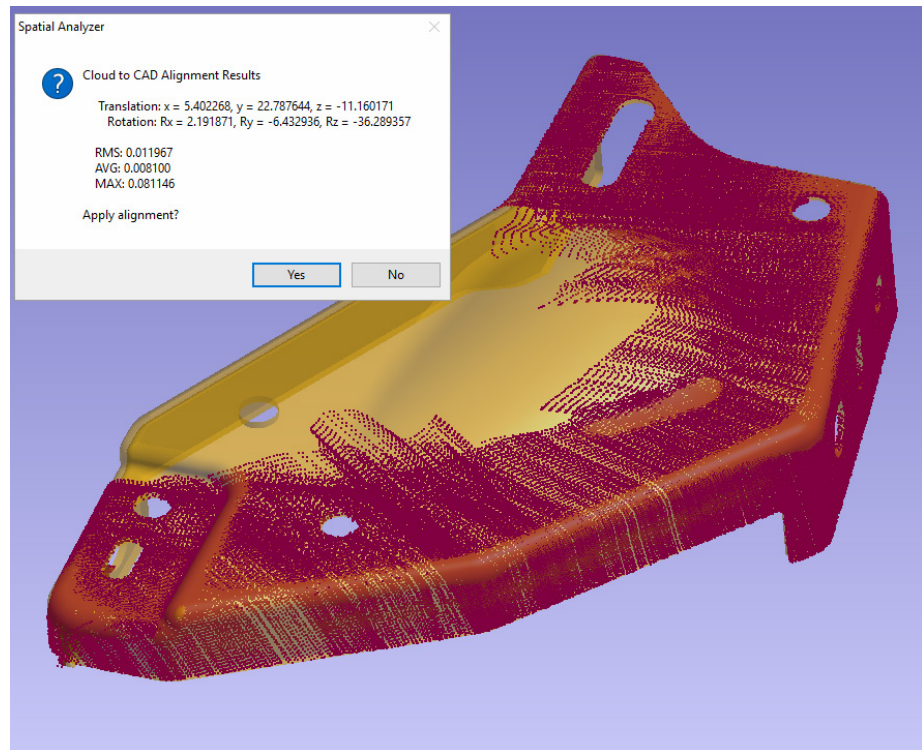 Spatial Analyzer
Cloud to CAD Alignment Results
Translation: x = 5.402268, y = 22.787644, z = -11.160171
Rotation: Rx = 2.191871, Ry = -6.432936, Rz = -36.289357
RMS: 0.011967
AVG: 0.008100
MAX: 0.081146
Apply alignment?
Yes No